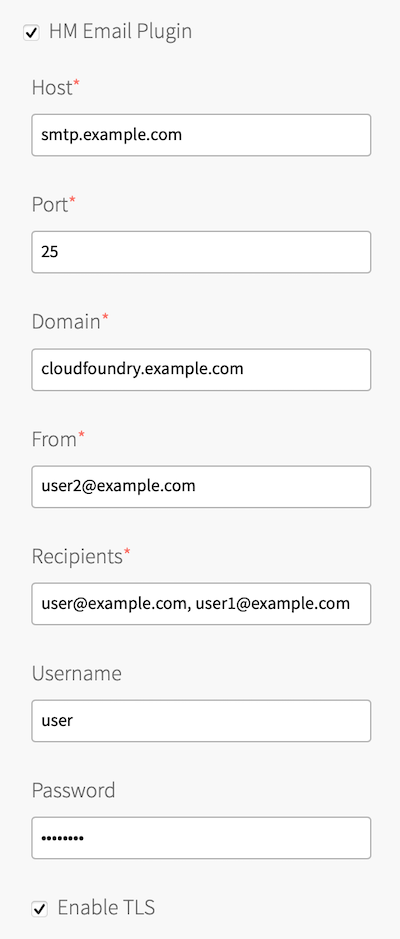 HM Email Plugin
Host*
smtp.example.com
Port*
25
Domain*
cloudfoundry.example.com
From*
user2@example.com
Recipients*
user@example.com, user1@example.com
Username
user
Password
••••••••
Enable TLS